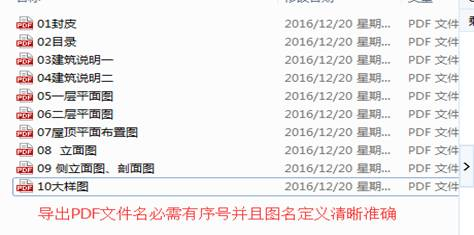 01封皮 2016/12/20 星期... PDF 文件
02目录 2016/12/20 星期... PDF 文件
03建筑说明一 2016/12/20 星期... PDF 文件
04建筑说明二 2016/12/20 星期... PDF 文件
05一层平面图 2016/12/20 星期... PDF 文件
06二层平面图 2016/12/20 星期... PDF 文件
07屋顶平面布置图 2016/12/20 星期... PDF 文件
08 立面图 2016/12/20 星期... PDF 文件
09 侧立面图、剖面图 2016/12/20 星期... PDF 文件
10大样图 2016/12/20 星期... PDF 文件
导出PDF文件名必需有序号并且图名定义清晰准确